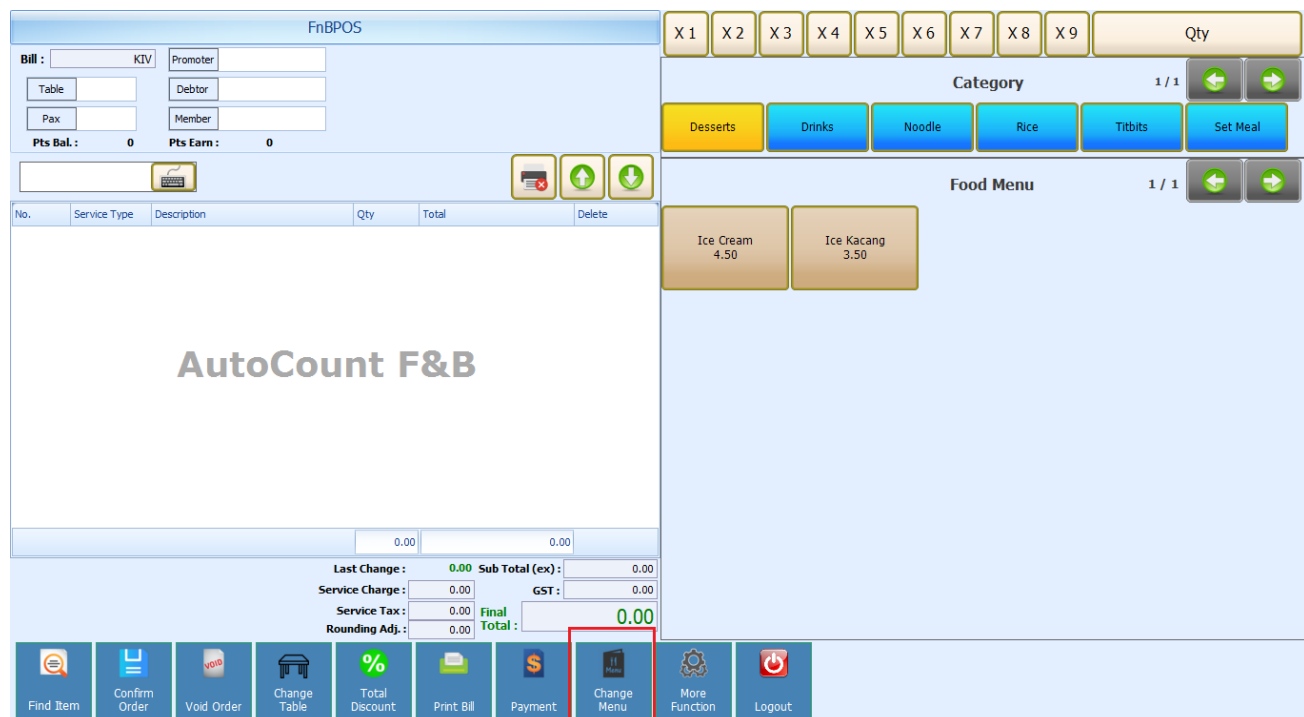 FnBPOS
Bill : KIV Promoter
Table Debtor
Pax Member
Pts Bal. : 0 Pts Earn : 0
No. Service Type Description Qty Total Delete
AutoCount F&B
0.00 0.00
Last Change : 0.00 Sub Total (ex) : 0.00
Service Charge : 0.00 GST : 0.00
Service Tax : 0.00 Final Total : 0.00
Rounding Adj. : 0.00
X 1 X 2 X 3 X 4 X 5 X 6 X 7 X 8 X 9 Qty
Category 1 / 1
Desserts Drinks Noodle Rice Titbits Set Meal
Food Menu 1 / 1
Ice Cream Ice Kacang
4.50 3.50
VOID % $ Menu
Find Item Confirm Order Void Order Change Table Total Discount Print Bill Payment Change Menu More Function Logout